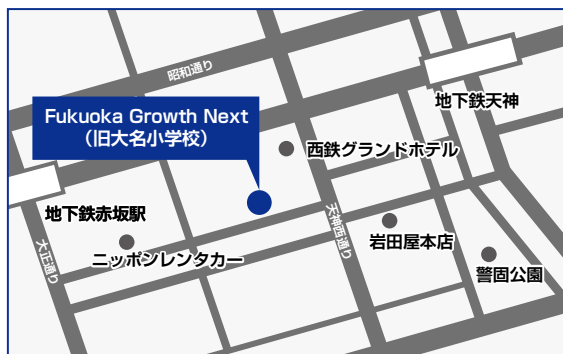 昭和通り
地下鉄天神
Fukuoka Growth Next
（旧大名小学校）
西鉄グランドホテル
地下鉄赤坂駅
天神西通り
岩田屋本店
大正通り
ニッポンレンタカー
警固公園